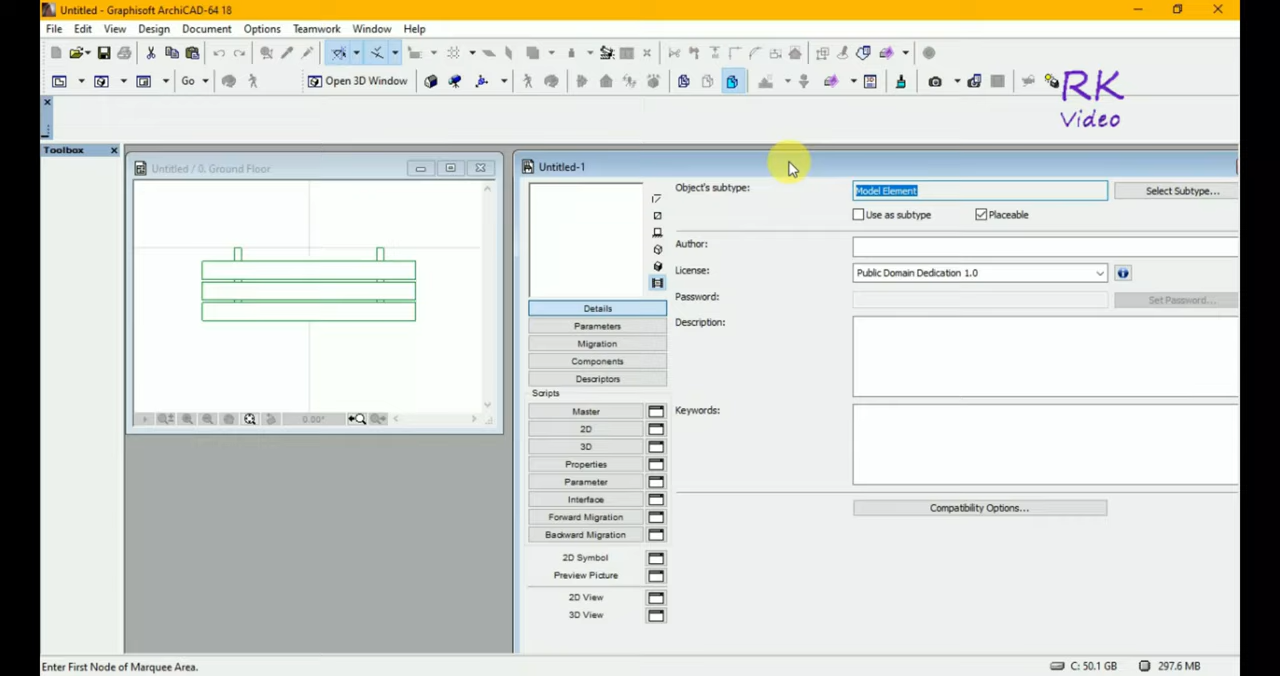 Untitled - Graphisoft ArchiCAD-64 18
File Edit View Design Document Options Teamwork Window Help
Go Open 3D Window
RK
Video
Toolbox
Untitled / 0. Ground Floor
0.00°
Untitled-1
Object's subtype: Model Element Select Subtype...
Use as subtype Placeable
Author:
License: Public Domain Dedication 1.0
Password: Set Password...
Description:
Details
Parameters
Migration
Components
Descriptors
Scripts
Master
Keywords:
2D
3D
Properties
Parameter
Interface
Compatibility Options...
Forward Migration
Backward Migration
2D Symbol
Preview Picture
2D View
3D View
Enter First Node of Marquee Area.
C: 50.1 GB 297.6 MB